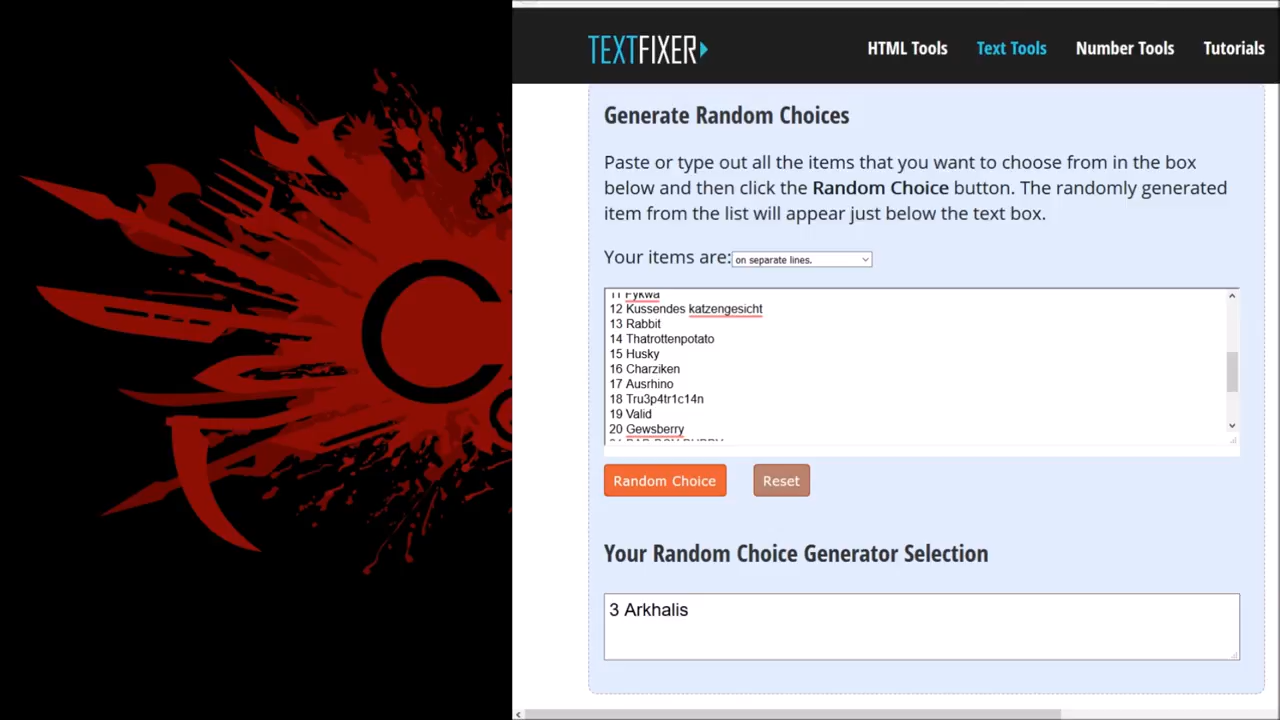 TEXTFIXER
HTML Tools
Text Tools
Number Tools
Tutorials
Generate Random Choices
Paste or type out all the items that you want to choose from in the box
below and then click the Random Choice button. The randomly generated
item from the list will appear just below the text box.
Your items are: on separate lines.
11 Fykwa
12 Kussendes katzengesicht
13 Rabbit
14 Thatrottenpotato
15 Husky
16 Charziken
17 Ausrhino
18 Tru3p4tr1c14n
19 Valid
20 Gewsberry
Random Choice
Reset
Your Random Choice Generator Selection
3 Arkhalis